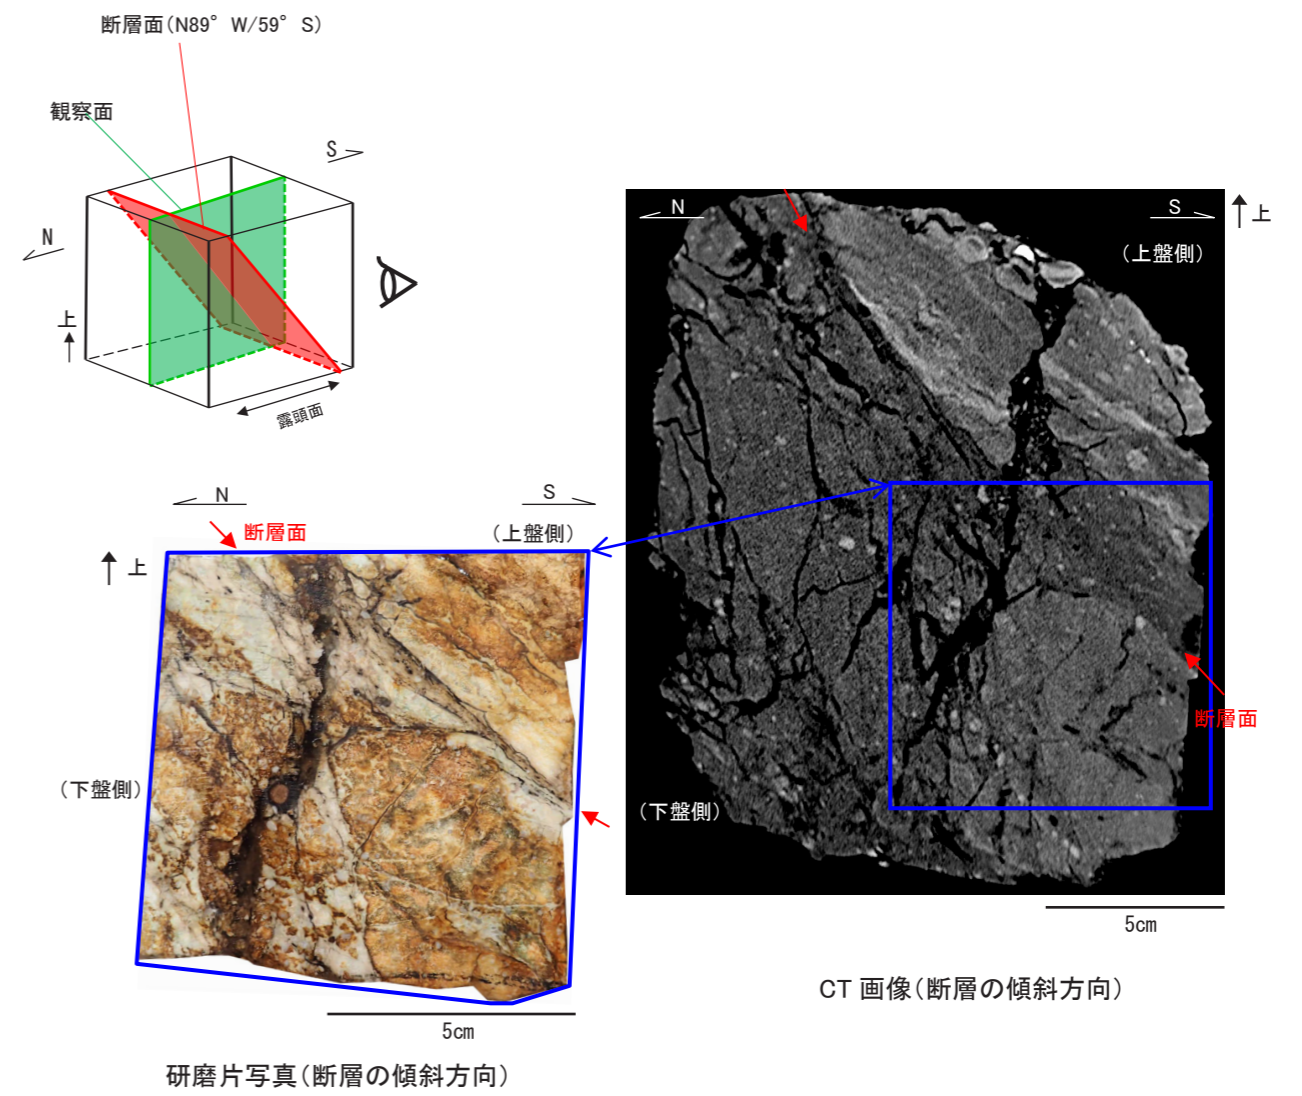 断層面(N89°W/59°S)
観察面
S
N
上
露頭面
N
S
上
(上盤側)
(下盤側)
断層面
5cm
CT 画像(断層の傾斜方向)
N
S
断層面
(上盤側)
上
(下盤側)
5cm
研磨片写真(断層の傾斜方向)